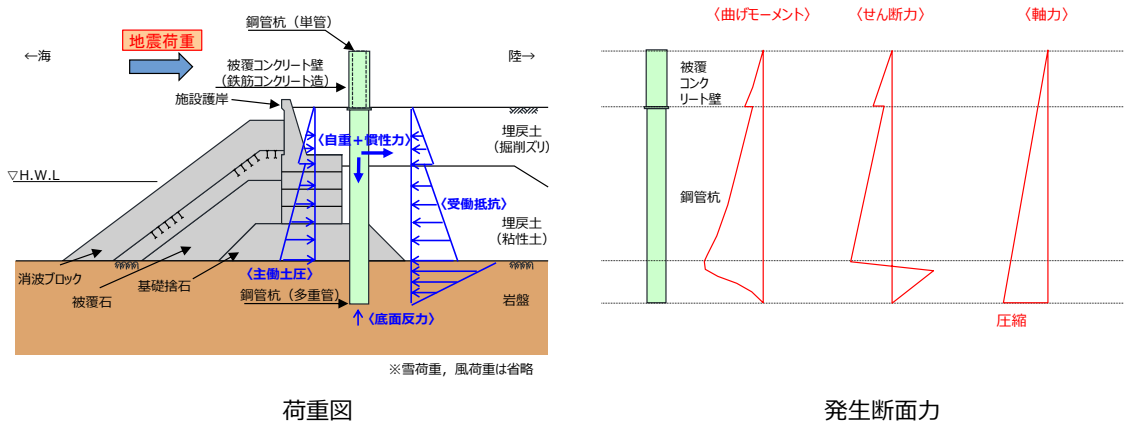 鋼管杭（単管）
地震荷重
←海
陸→
被覆コンクリート壁
（鉄筋コンクリート造）
施設護岸
〈自重＋慣性力〉
埋戻土
（掘削ズリ）
▽H.W.L
〈受働抵抗〉
埋戻土
（粘性土）
〈主働土圧〉
消波ブロック
被覆石
基礎捨石
鋼管杭（多重管）
岩盤
〈底面反力〉
※雪荷重，風荷重は省略
荷重図
〈曲げモーメント〉
〈せん断力〉
〈軸力〉
被覆
コンク
リート壁
鋼管杭
圧縮
発生断面力